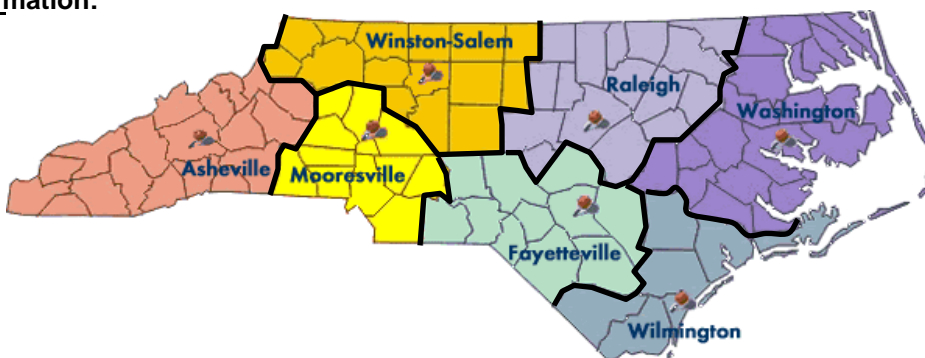 mation:
Winston-Salem
Raleigh
Washington
Asheville
Mooresville
Fayetteville
Wilmington